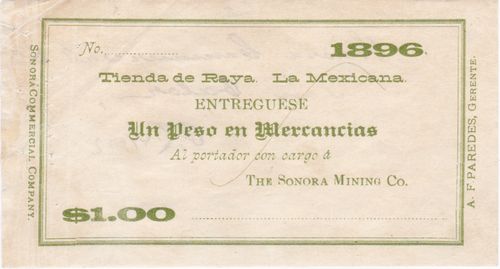 No. 1896.
Tienda de Raya. La Mexicana.
ENTREGUESE
Un Peso en Mercancias
Al portador con cargo á
THE SONORA MINING CO.
$1.00
SONORA COMMERCIAL COMPANY.
A. F. PAREDES, GERENTE.